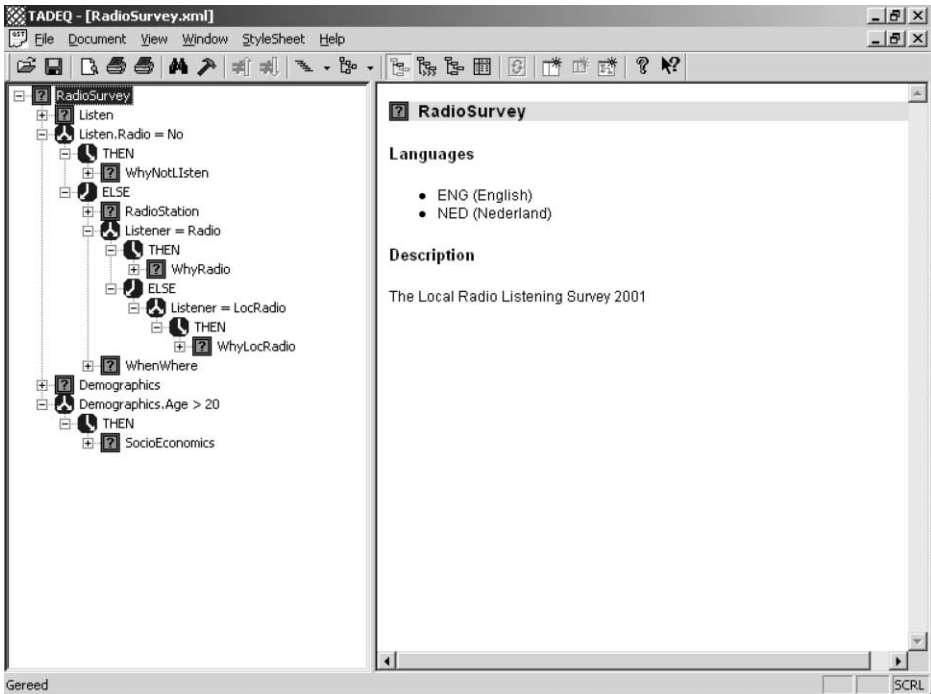 TADEQ - [RadioSurvey.xml]
File Document View Window StyleSheet Help
RadioSurvey
Listen
Listen.Radio = No
THEN
WhyNotLIsten
ELSE
RadioStation
Listener = Radio
THEN
WhyRadio
ELSE
Listener = LocRadio
THEN
WhyLocRadio
WhenWhere
Demographics
Demographics.Age > 20
THEN
SocioEconomics
RadioSurvey
Languages
• ENG (English)
• NED (Nederland)
Description
The Local Radio Listening Survey 2001
Gereed
SCRL